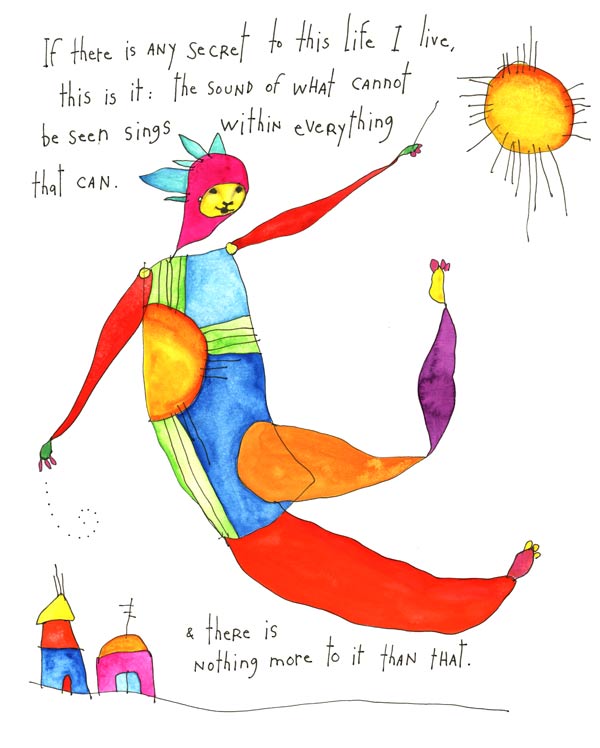 If there is ANY SECRET to this life I live,
this is it: the SOUND OF WHAT CANNOT
be seen sings within everything
that CAN.
& there is
nothing more to it than that.